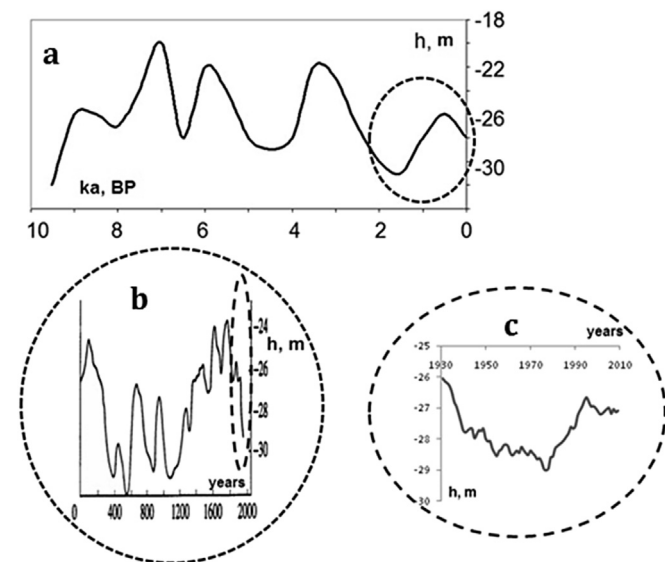 a
h, m
-18
-22
-26
-30
ka, BP
10 8 6 4 2 0
b
-24
h, m
-26
-28
-30
years
0 400 800 1200 1600 2000
c
years
-25
1930 1950 1970 1990 2010
-26
-27
-28
-29
-30
h, m